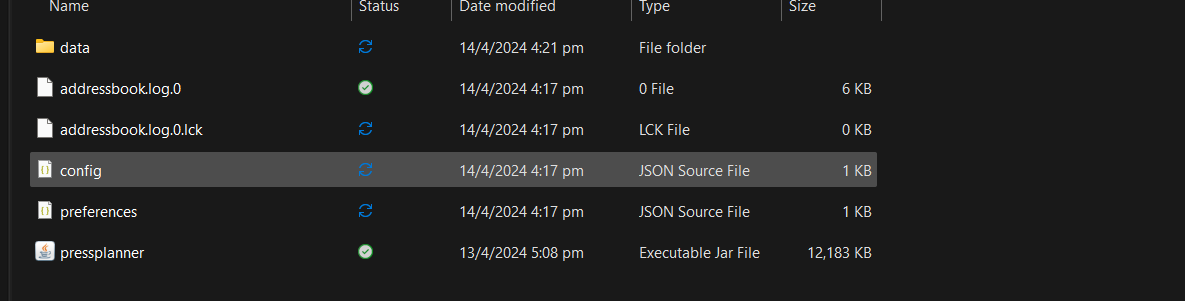 Name Status Date modified Type Size
data 14/4/2024 4:21 pm File folder
addressbook.log.0 14/4/2024 4:17 pm 0 File 6 KB
addressbook.log.0.lck 14/4/2024 4:17 pm LCK File 0 KB
config 14/4/2024 4:17 pm JSON Source File 1 KB
preferences 14/4/2024 4:17 pm JSON Source File 1 KB
pressplanner 13/4/2024 5:08 pm Executable Jar File 12,183 KB